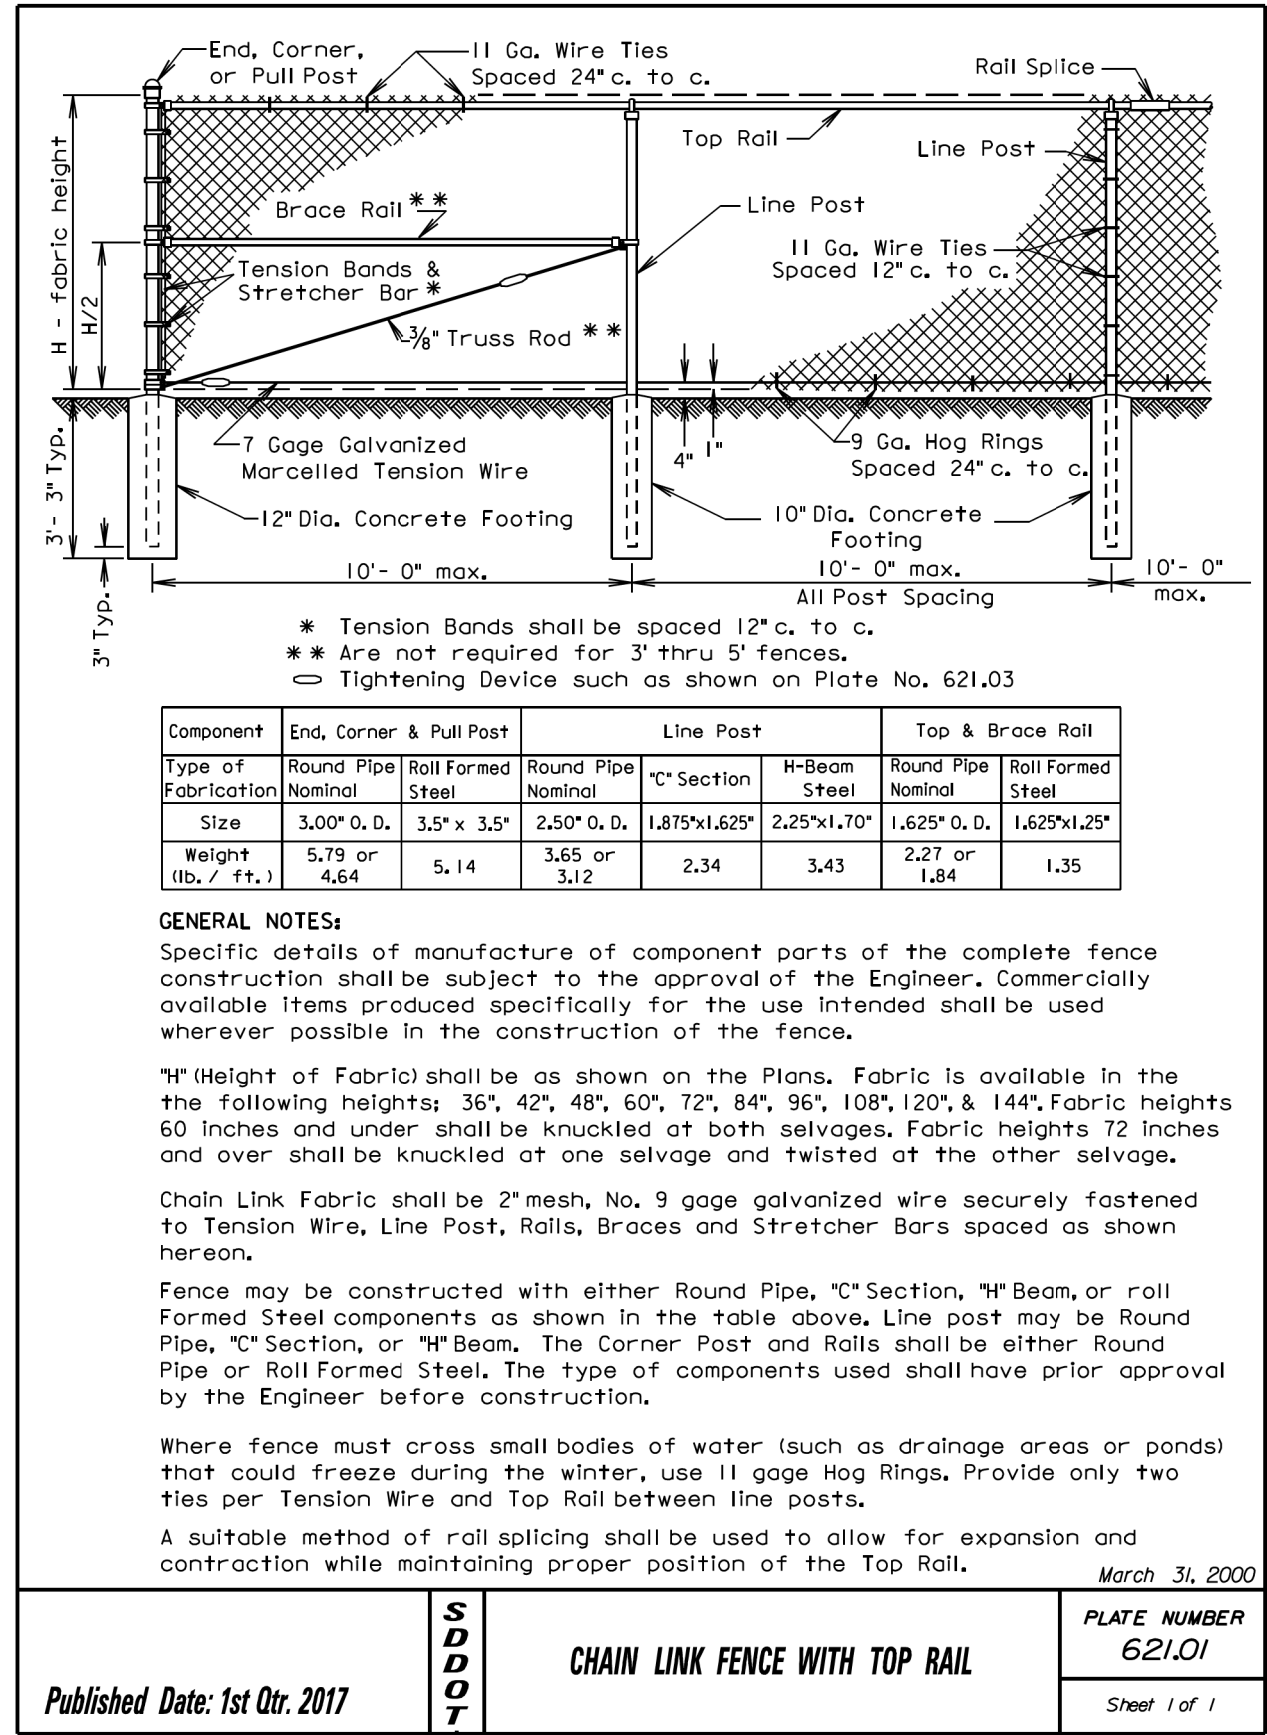 End, Corner,
or Pull Post
11 Ga. Wire Ties
Spaced 24" c. to c.
Rail Splice
Top Rail
Line Post
H - fabric height
H/2
Brace Rail * *
Line Post
11 Ga. Wire Ties
Spaced 12" c. to c.
Tension Bands &
Stretcher Bar *
3/8" Truss Rod * *
7 Gage Galvanized
Marcelled Tension Wire
4"
1"
9 Ga. Hog Rings
Spaced 24" c. to c.
3'- 3" Typ.
12" Dia. Concrete Footing
10" Dia. Concrete
Footing
3" Typ.
10'- 0" max.
10'- 0" max.
All Post Spacing
10'- 0"
max.
* Tension Bands shall be spaced 12" c. to c.
* * Are not required for 3' thru 5' fences.
Tightening Device such as shown on Plate No. 621.03
Component End, Corner & Pull Post Line Post Top & Brace Rail
Type of Fabrication Round Pipe Nominal Roll Formed Steel Round Pipe Nominal "C" Section H-Beam Steel Round Pipe Nominal Roll Formed Steel
Size 3.00" O. D. 3.5" x 3.5" 2.50" O. D. 1.875"x1.625" 2.25"x1.70" 1.625" O. D. 1.625"x1.25"
Weight (lb. / ft.) 5.79 or 4.64 5.14 3.65 or 3.12 2.34 3.43 2.27 or 1.84 1.35
GENERAL NOTES:
Specific details of manufacture of component parts of the complete fence
construction shall be subject to the approval of the Engineer. Commercially
available items produced specifically for the use intended shall be used
wherever possible in the construction of the fence.
"H" (Height of Fabric) shall be as shown on the Plans. Fabric is available in the
the following heights; 36", 42", 48", 60", 72", 84", 96", 108", 120", & 144". Fabric heights
60 inches and under shall be knuckled at both selvages. Fabric heights 72 inches
and over shall be knuckled at one selvage and twisted at the other selvage.
Chain Link Fabric shall be 2" mesh, No. 9 gage galvanized wire securely fastened
to Tension Wire, Line Post, Rails, Braces and Stretcher Bars spaced as shown
hereon.
Fence may be constructed with either Round Pipe, "C" Section, "H" Beam, or roll
Formed Steel components as shown in the table above. Line post may be Round
Pipe, "C" Section, or "H" Beam. The Corner Post and Rails shall be either Round
Pipe or Roll Formed Steel. The type of components used shall have prior approval
by the Engineer before construction.
Where fence must cross small bodies of water (such as drainage areas or ponds)
that could freeze during the winter, use 11 gage Hog Rings. Provide only two
ties per Tension Wire and Top Rail between line posts.
A suitable method of rail splicing shall be used to allow for expansion and
contraction while maintaining proper position of the Top Rail.
March 31, 2000
Published Date: 1st Qtr. 2017
SDDOT
CHAIN LINK FENCE WITH TOP RAIL
PLATE NUMBER
621.01
Sheet 1 of 1